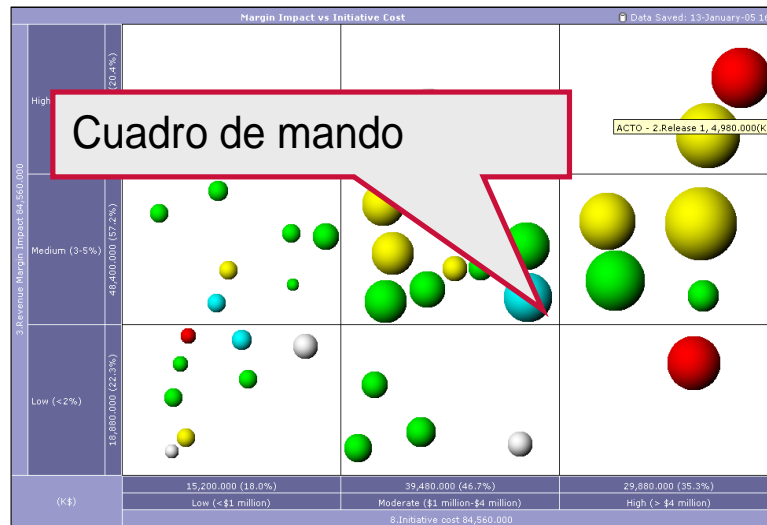 Margin Impact vs Initiative Cost
Data Saved: 13-January-05 16
High
(20.4%)
Cuadro de mando
ACTO - 2.Release 1, 4,980.000(K
3.Revenue Margin Impact 84,560.000
Medium (3-5%)
48,400.000 (57.2%)
Low (<2%)
18,880.000 (22.3%)
15,200.000 (18.0%)
39,480.000 (46.7%)
29,880.000 (35.3%)
(K$)
Low (<$1 million)
Moderate ($1 million-$4 million)
High (> $4 million)
8.Initiative cost 84,560.000